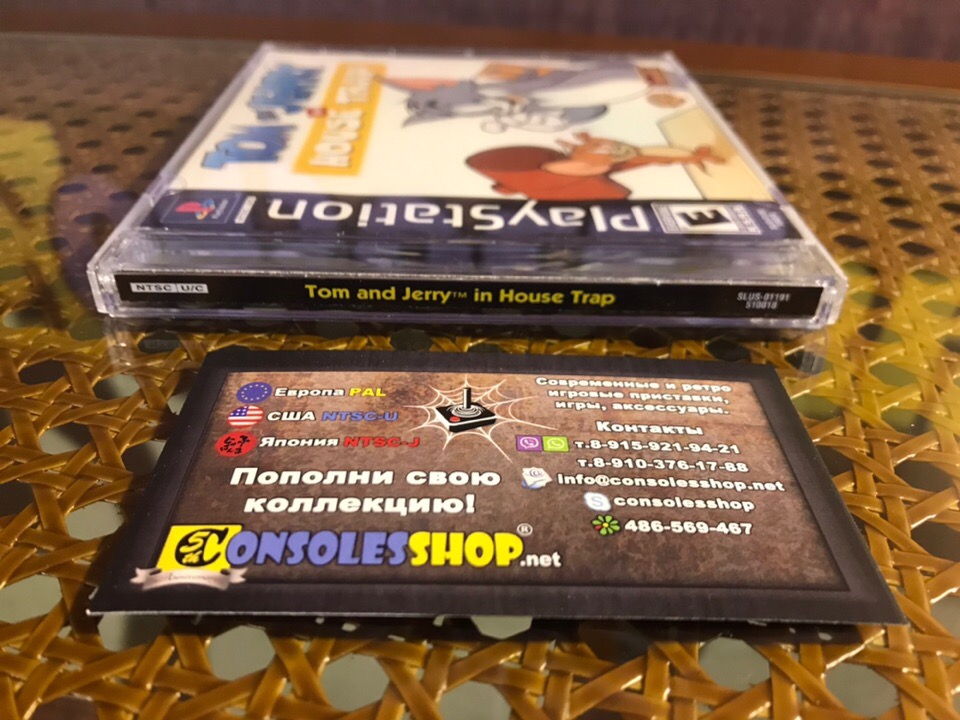 TOM AND JERRY
IN
HOUSE TRAP
PlayStation
NTSC U/C
Tom and Jerry™ in House Trap
SLUS-01191
510018
Европа PAL
США NTSC-U
Япония NTSC-J
Пополни свою
коллекцию!
CONSOLESSHOP®.net
Современные и ретро
игровые приставки,
игры, аксессуары.
Контакты
т.8-915-921-94-21
т.8-910-376-17-88
info@consolesshop.net
consolesshop
486-569-467